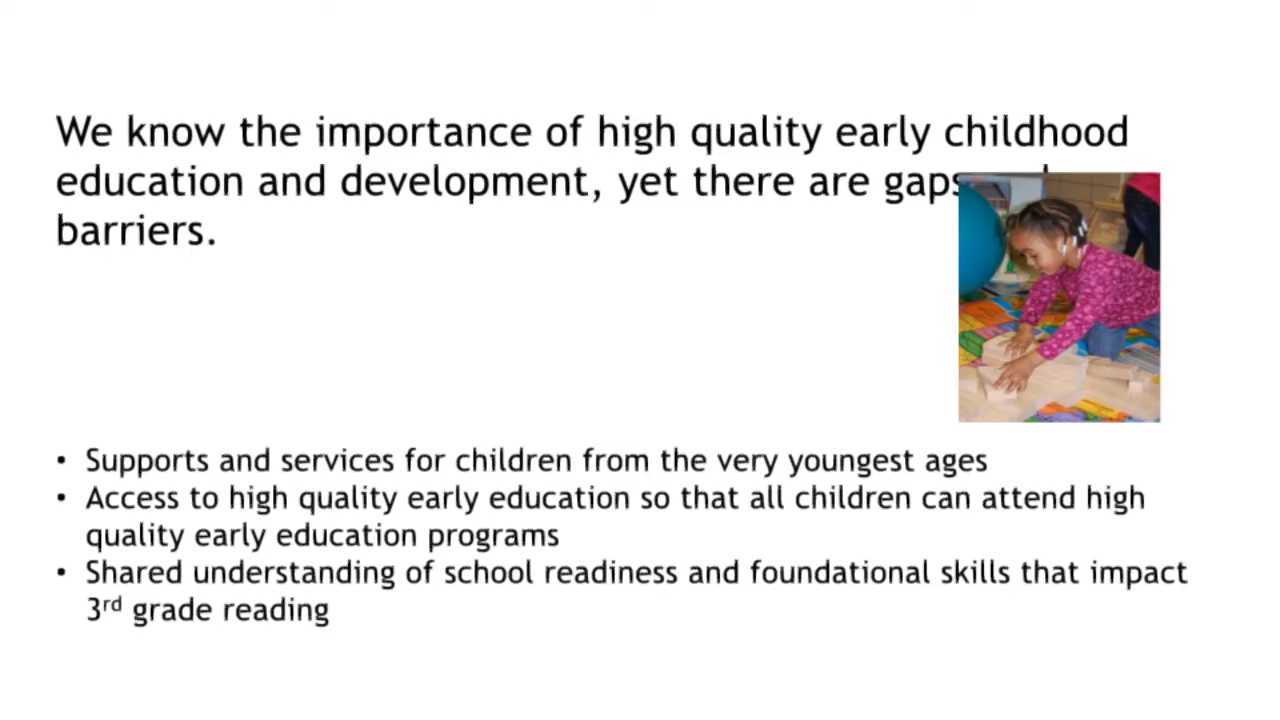 We know the importance of high quality early childhood
education and development, yet there are gaps
barriers.
• Supports and services for children from the very youngest ages
• Access to high quality early education so that all children can attend high
quality early education programs
• Shared understanding of school readiness and foundational skills that impact
3rd grade reading